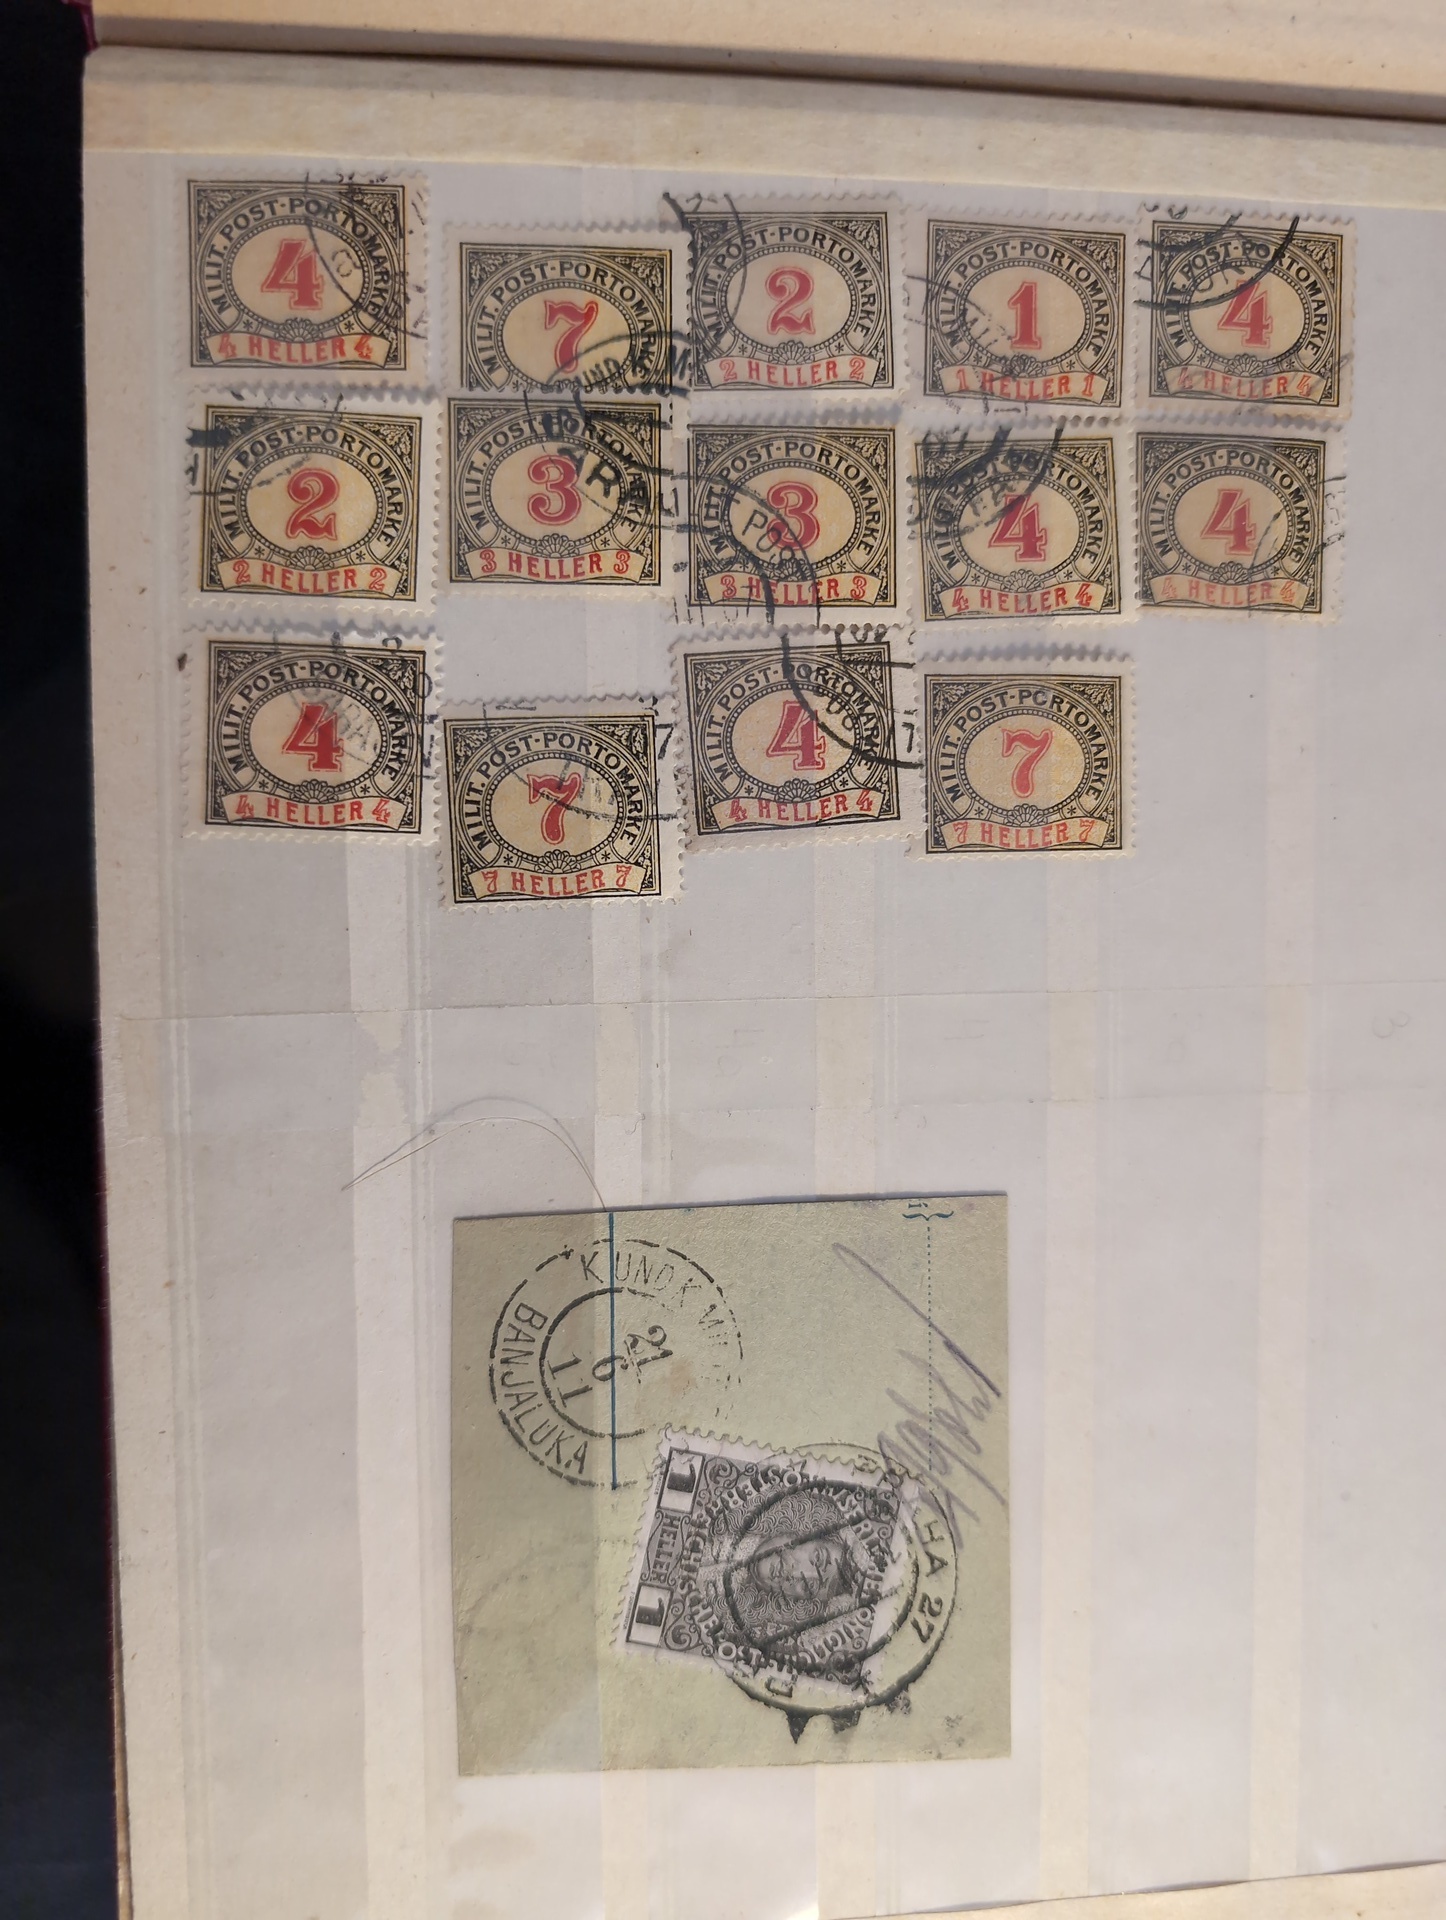 MILIT. POST-PORTOMARKE
4
4 HELLER 4
MILIT. POST-PORTOMARKE
7
UND K
M
MILIT. POST-PORTOMARKE
2
2 HELLER 2
MILIT. POST-PORTOMARKE
1
1 HELLER 1
MILIT. POST-PORTOMARKE
4
4 HELLER 4
MILIT. POST-PORTOMARKE
2
2 HELLER 2
MILIT. POST-PORTOMARKE
3
3 HELLER 3
MILIT. POST-PORTOMARKE
3
3 HELLER 3
POS
MILIT. POST-PORTOMARKE
4
4 HELLER 4
MILIT. POST-PORTOMARKE
4
4 HELLER 4
MILIT. POST-PORTOMARKE
4
4 HELLER 4
MILIT. POST-PORTOMARKE
7
7 HELLER 7
MILIT. POST-PORTOMARKE
4
4 HELLER 4
17
MILIT. POST-PORTOMARKE
7
7 HELLER 7
K UND K MI
21
6
11
BANJALUKA
1 HELLER 1
HA 27